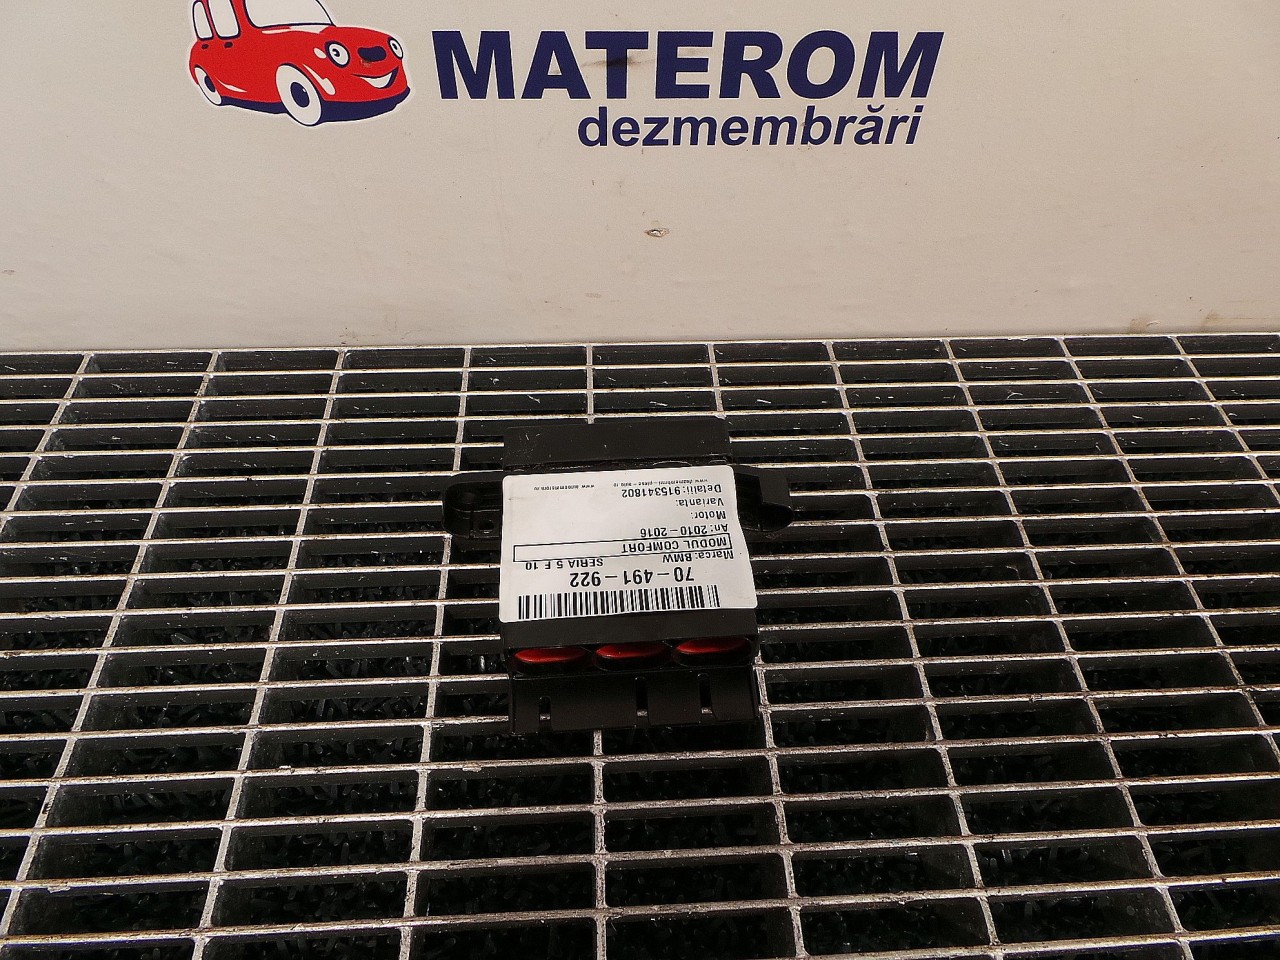 MATEROM
dezmembrări
70-491-922
Marca: BMW SERIA 5 F 10
MODUL COMFORT
An: 2010-2016
Motor:
Varianta:
Detalii: 915341802